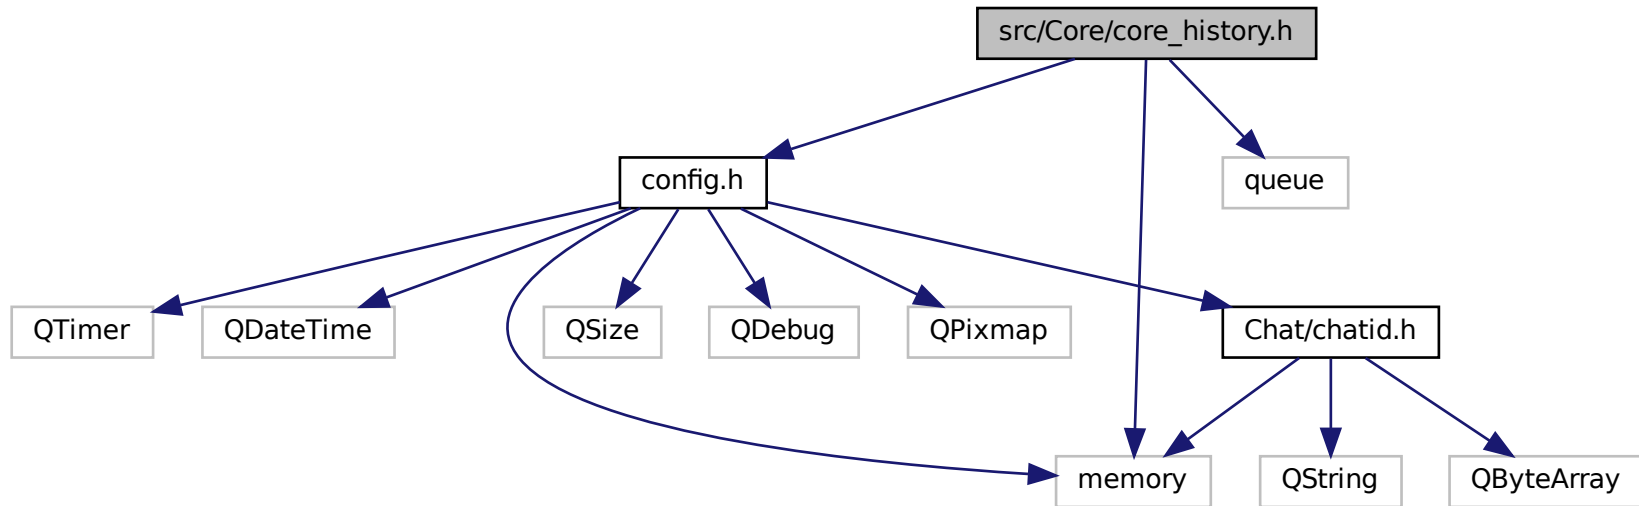 src/Core/core_history.h
config.h
queue
QTimer
QDateTime
QSize
QDebug
QPixmap
Chat/chatid.h
memory
QString
QByteArray